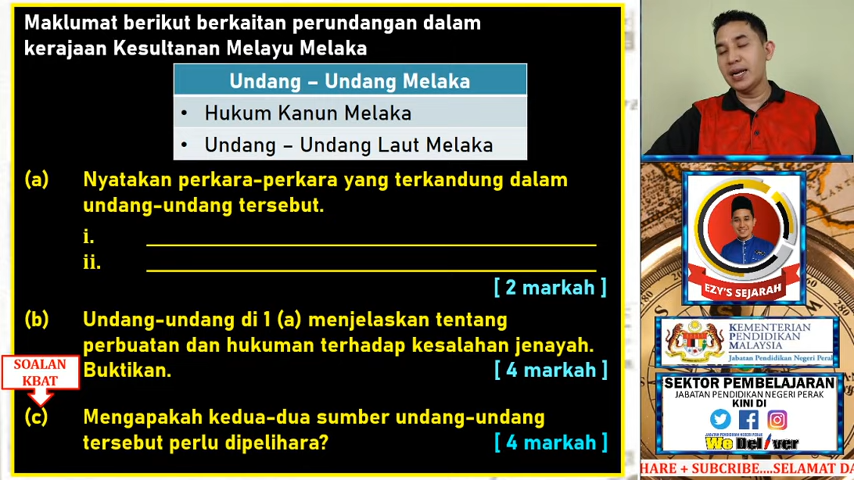 Maklumat berikut berkaitan perundangan dalam
kerajaan Kesultanan Melayu Melaka
Undang – Undang Melaka
• Hukum Kanun Melaka
• Undang – Undang Laut Melaka
(a) Nyatakan perkara-perkara yang terkandung dalam
undang-undang tersebut.
i.
ii.
[ 2 markah ]
(b) Undang-undang di 1 (a) menjelaskan tentang
perbuatan dan hukuman terhadap kesalahan jenayah.
Buktikan. [ 4 markah ]
SOALAN
KBAT
(c) Mengapakah kedua-dua sumber undang-undang
tersebut perlu dipelihara? [ 4 markah ]
EZY'S SEJARAH
KEMENTERIAN
PENDIDIKAN
MALAYSIA
Jabatan Pendidikan Negeri Perak
SEKTOR PEMBELAJARAN
JABATAN PENDIDIKAN NEGERI PERAK
KINI DI
We Deliver
HARE + SUBCRIBE....SELAMAT DA